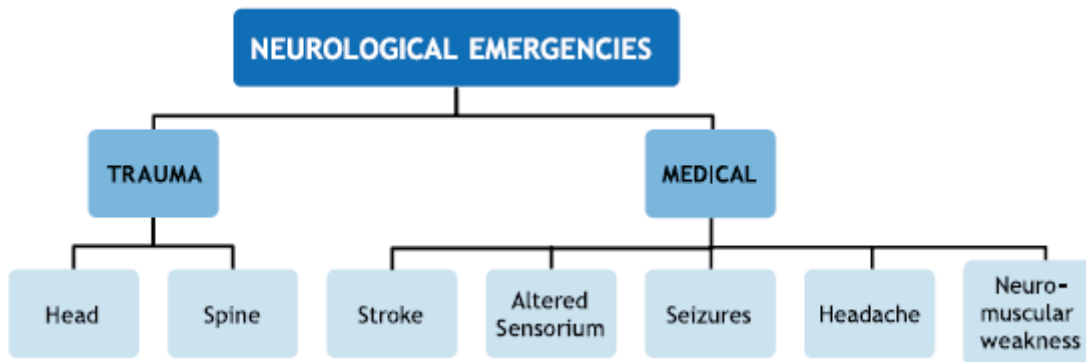 NEUROLOGICAL EMERGENCIES
TRAUMA
MEDICAL
Head
Spine
Stroke
Altered
Sensorium
Seizures
Headache
Neuro-
muscular
weakness